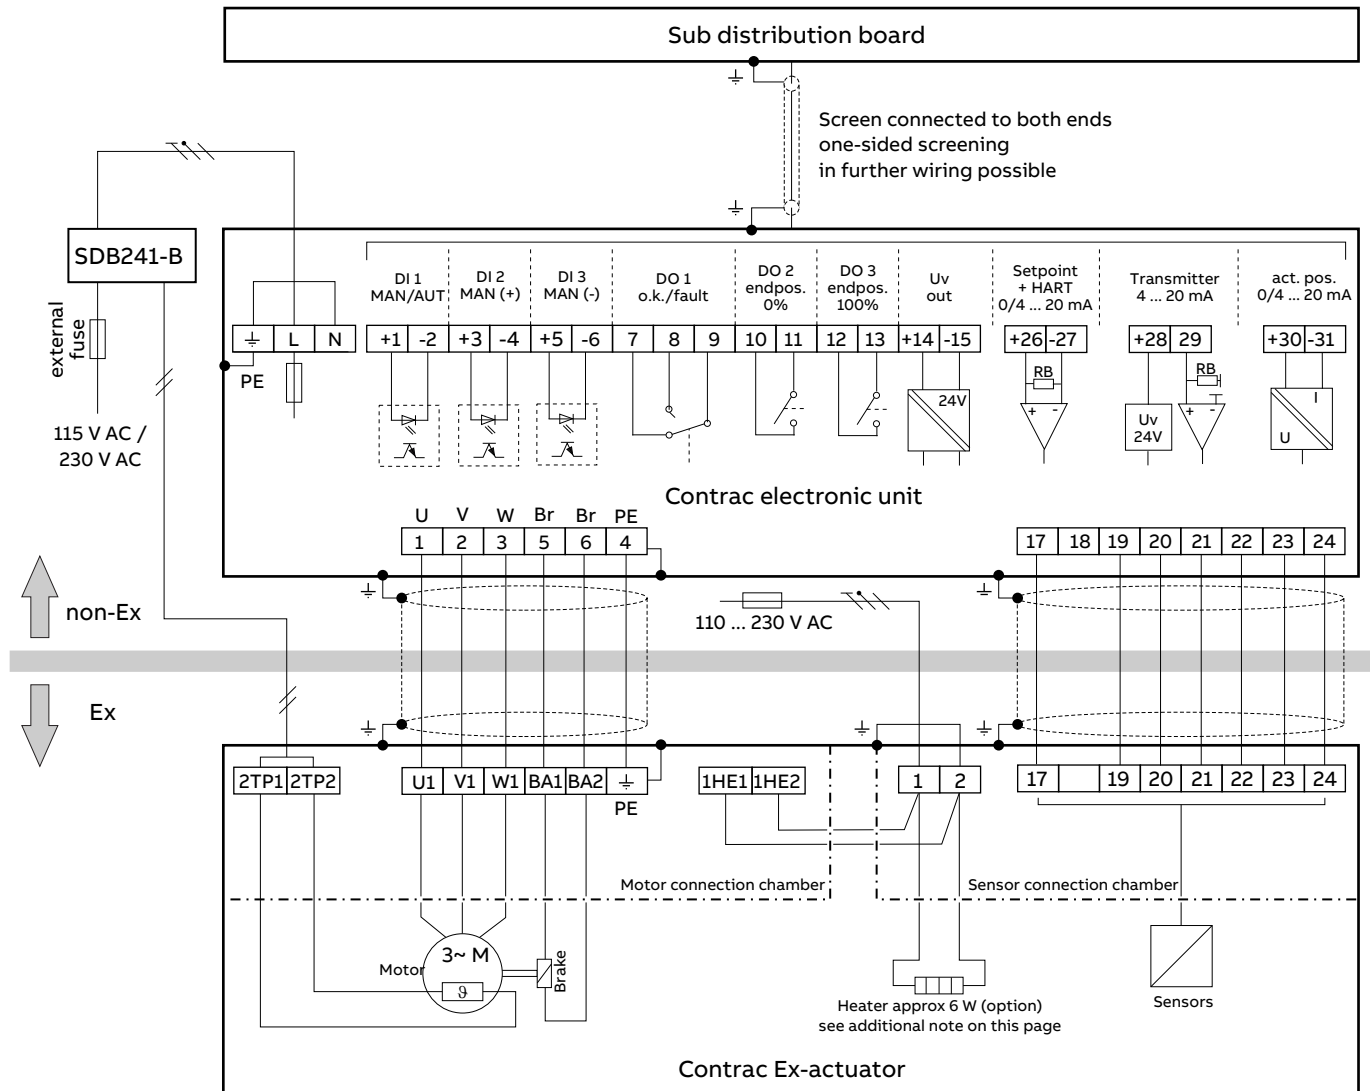 Sub distribution board
Screen connected to both ends
one-sided screening
in further wiring possible
SDB241-B
external
fuse
115 V AC /
230 V AC
DI 1
MAN/AUT
DI 2
MAN (+)
DI 3
MAN (-)
DO 1
o.k./fault
DO 2
endpos.
0%
DO 3
endpos.
100%
Uv
out
Setpoint
+ HART
0/4 ... 20 mA
Transmitter
4 ... 20 mA
act. pos.
0/4 ... 20 mA
L N +1 -2 +3 -4 +5 -6 7 8 9 10 11 12 13 +14 -15 +26 -27 +28 29 +30 -31
PE
RB
RB
24V
+ -
Uv
24V
+ -
I
U
Contrac electronic unit
U V W Br Br PE
1 2 3 5 6 4
17 18 19 20 21 22 23 24
non-Ex
110 ... 230 V AC
Ex
2TP1 2TP2
U1 V1 W1 BA1 BA2
PE
1HE1 1HE2
1 2
17 19 20 21 22 23 24
Motor connection chamber
Sensor connection chamber
Motor
3~ M
ϑ
Brake
Heater approx 6 W (option)
see additional note on this page
Sensors
Contrac Ex-actuator